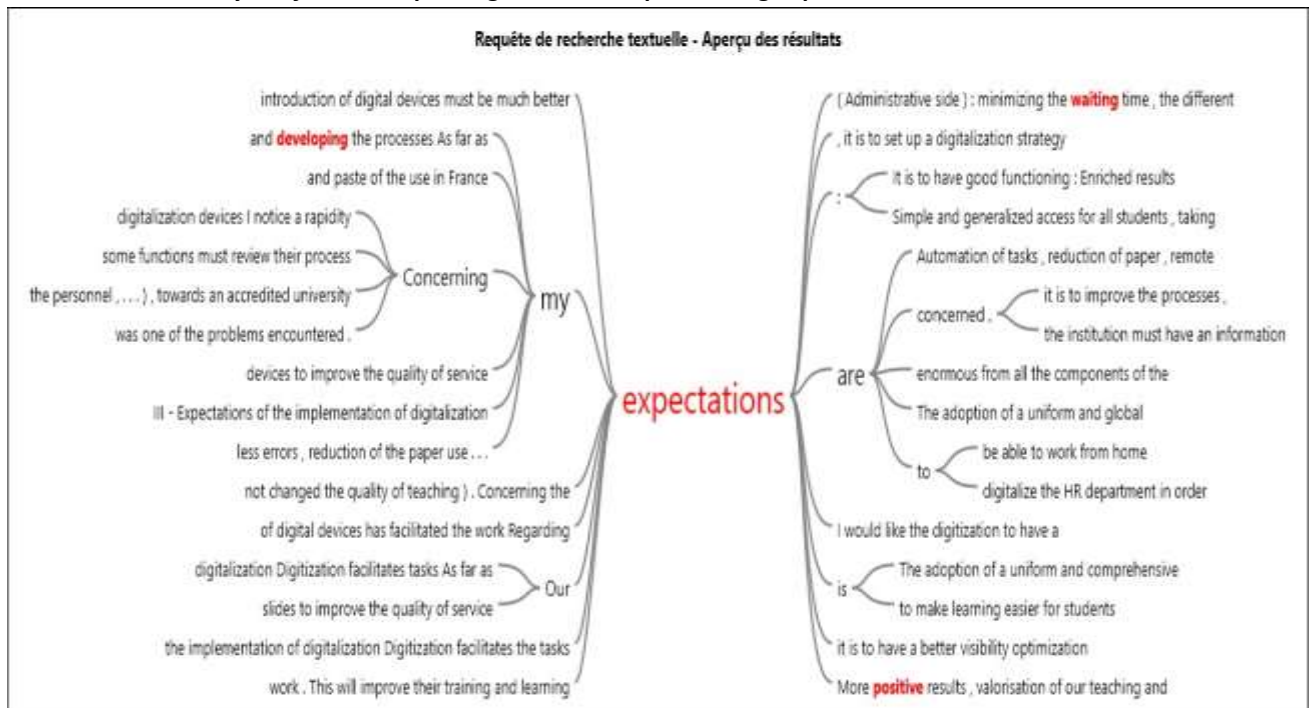 Requête de recherche textuelle - Aperçu des résultats
introduction of digital devices must be much better
and developing the processes As far as
and paste of the use in France
digitalization devices I notice a rapidity
some functions must review their process
the personnel , . . . ) , towards an accredited university
was one of the problems encountered .
Concerning
devices to improve the quality of service
III - Expectations of the implementation of digitalization
less errors , reduction of the paper use . . .
my
not changed the quality of teaching ) . Concerning the
of digital devices has facilitated the work Regarding
digitalization Digitization facilitates tasks As far as
slides to improve the quality of service
Our
the implementation of digitalization Digitization facilitates the tasks
work . This will improve their training and learning
expectations
( Administrative side ) : minimizing the waiting time , the different
, it is to set up a digitalization strategy
:
It is to have good functioning : Enriched results
Simple and generalized access for all students , taking
are
Automation of tasks , reduction of paper , remote
concerned .
it is to improve the processes ,
the institution must have an information
enormous from all the components of the
The adoption of a uniform and global
to
be able to work from home
digitalize the HR department in order
I would like the digitization to have a
is
The adoption of a uniform and comprehensive
to make learning easier for students
it is to have a better visibility optimization
More positive results , valorisation of our teaching and